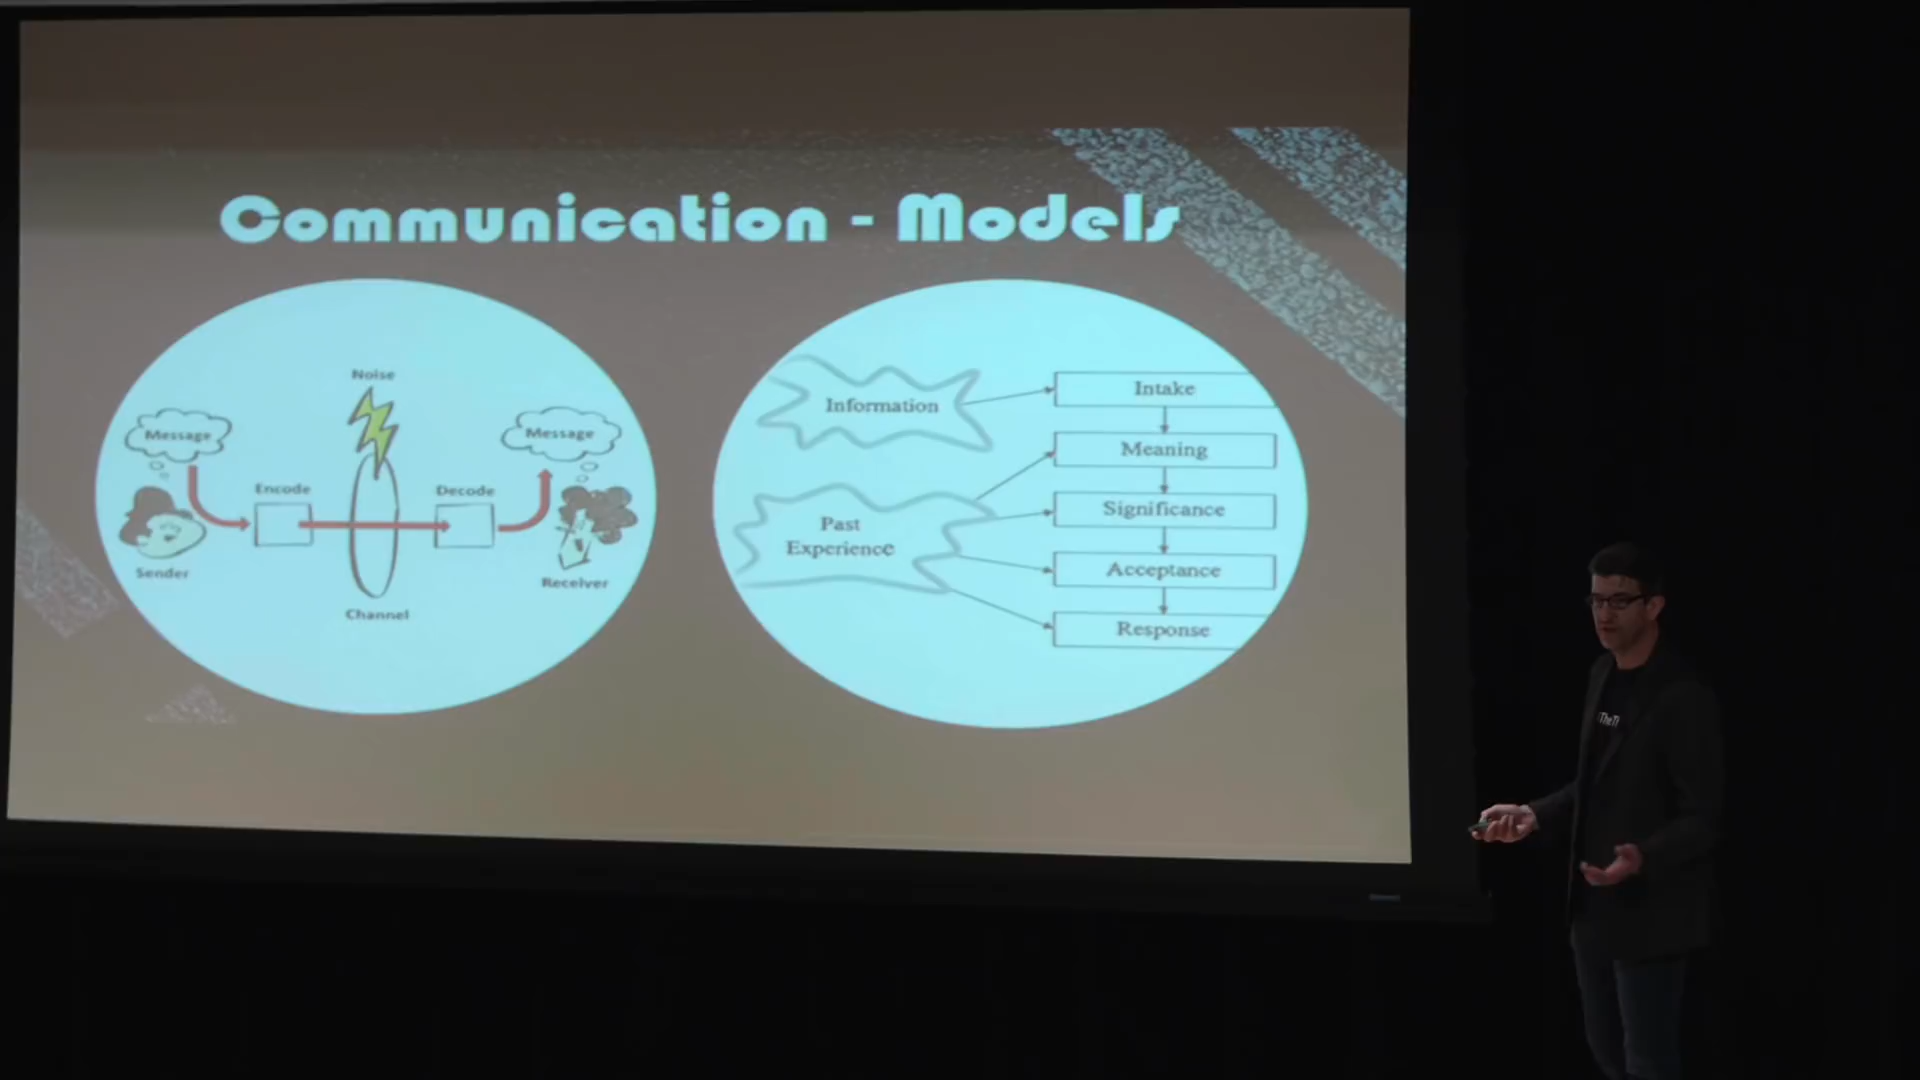 Communication - Models
Noise
Message
Message
Encode
Decode
Sender
Receiver
Channel
Information
Past
Experience
Intake
Meaning
Significance
Acceptance
Response